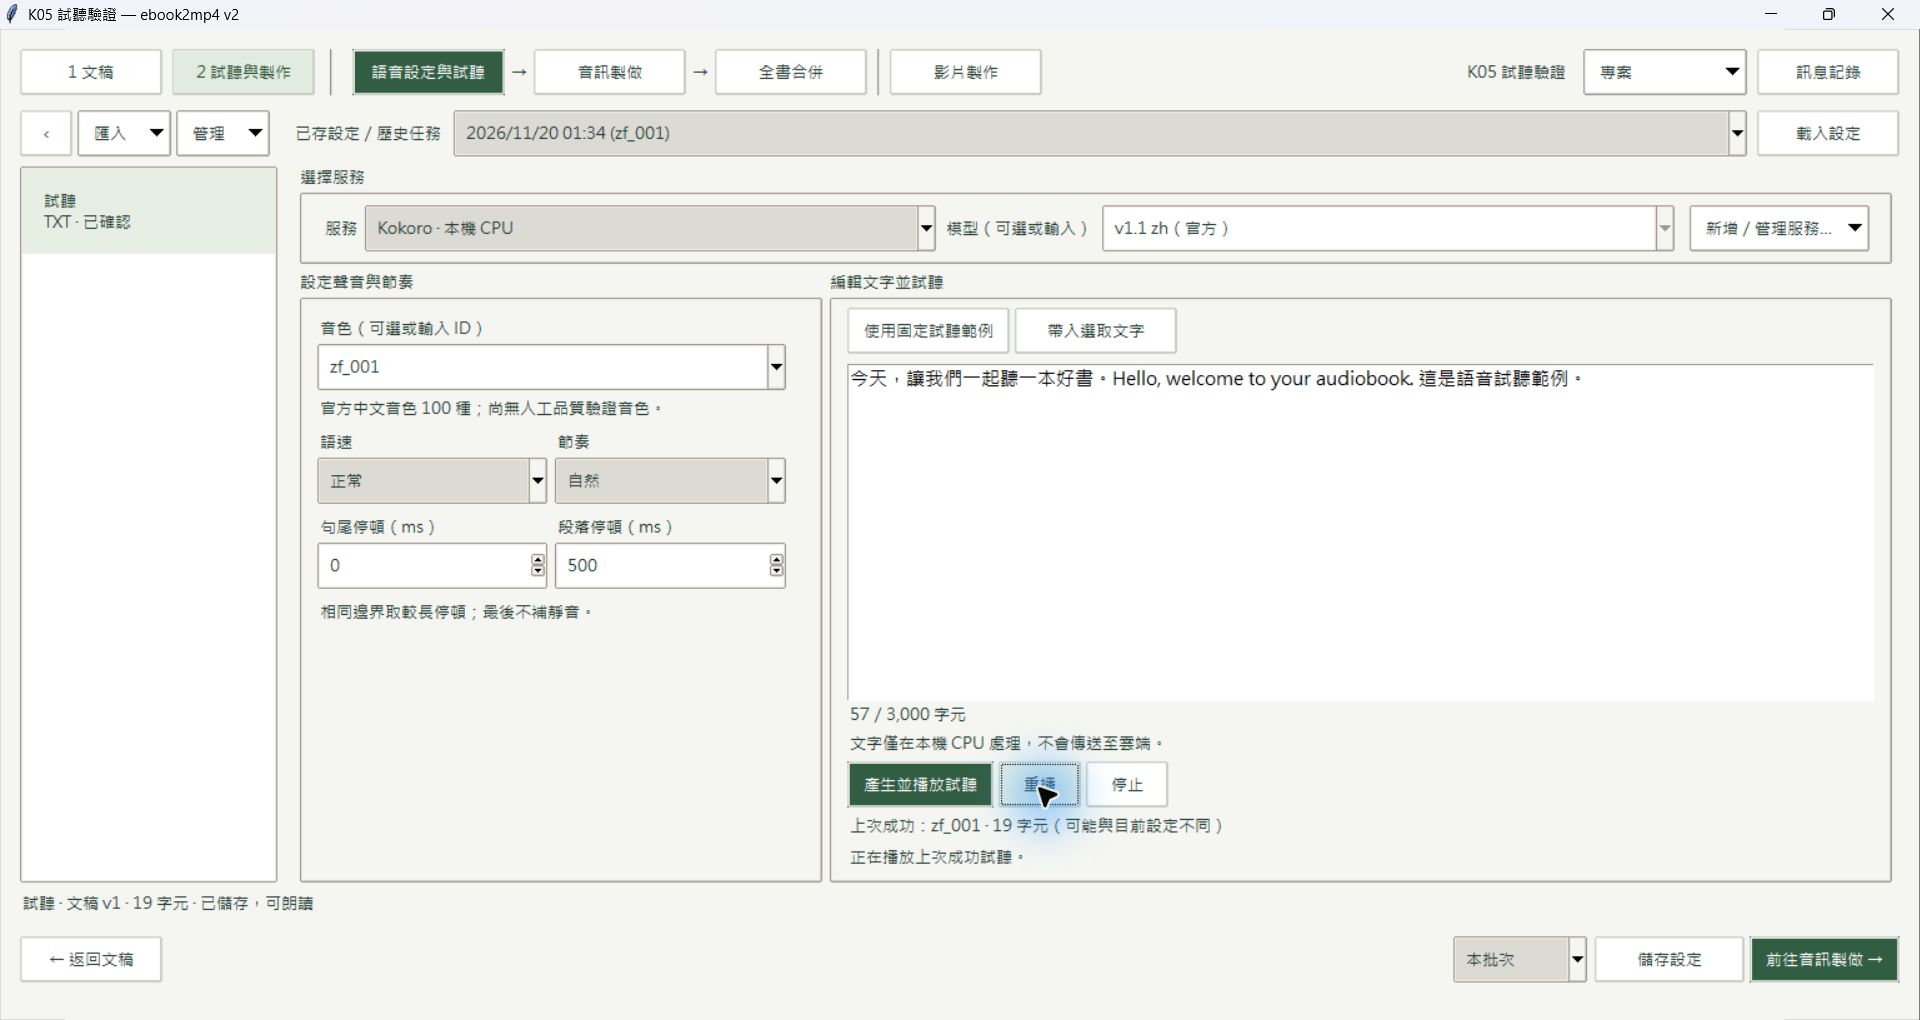 K05 試聽驗證 — ebook2mp4 v2
1 文稿
2 試聽與製作
語音設定與試聽
→
音訊製做
→
全書合併
影片製作
K05 試聽驗證
專案
訊息記錄
‹
匯入
管理
已存設定 / 歷史任務
2026/11/20 01:34 (zf_001)
載入設定
試聽
TXT · 已確認
選擇服務
服務
Kokoro · 本機 CPU
模型（可選或輸入）
v1.1 zh（官方）
新增 / 管理服務...
設定聲音與節奏
音色（可選或輸入 ID）
zf_001
官方中文音色 100 種；尚無人工品質驗證音色。
語速
節奏
正常
自然
句尾停頓（ms）
段落停頓（ms）
0
500
相同邊界取較長停頓；最後不補靜音。
編輯文字並試聽
使用固定試聽範例
帶入選取文字
今天，讓我們一起聽一本好書。Hello, welcome to your audiobook. 這是語音試聽範例。
57 / 3,000 字元
文字僅在本機 CPU 處理，不會傳送至雲端。
產生並播放試聽
重播
停止
上次成功：zf_001 · 19 字元（可能與目前設定不同）
正在播放上次成功試聽。
試聽 · 文稿 v1 · 19 字元 · 已儲存，可朗讀
← 返回文稿
本批次
儲存設定
前往音訊製做 →